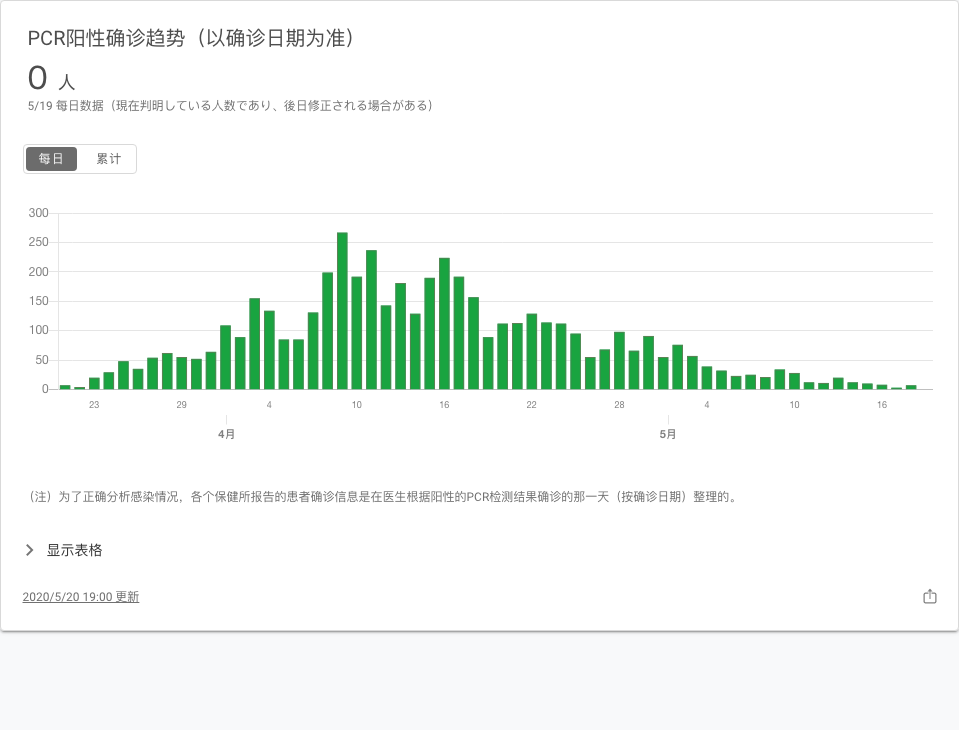 PCR阳性确诊趋势（以确诊日期为准）
0 人
5/19 每日数据（現在判明している人数であり、後日修正される場合がある）
每日 累计
300
250
200
150
100
50
0
23 29 4 10 16 22 28 4 10 16
4月 5月
（注）为了正确分析感染情况，各个保健所报告的患者确诊信息是在医生根据阳性的PCR检测结果确诊的那一天（按确诊日期）整理的。
显示表格
2020/5/20 19:00 更新